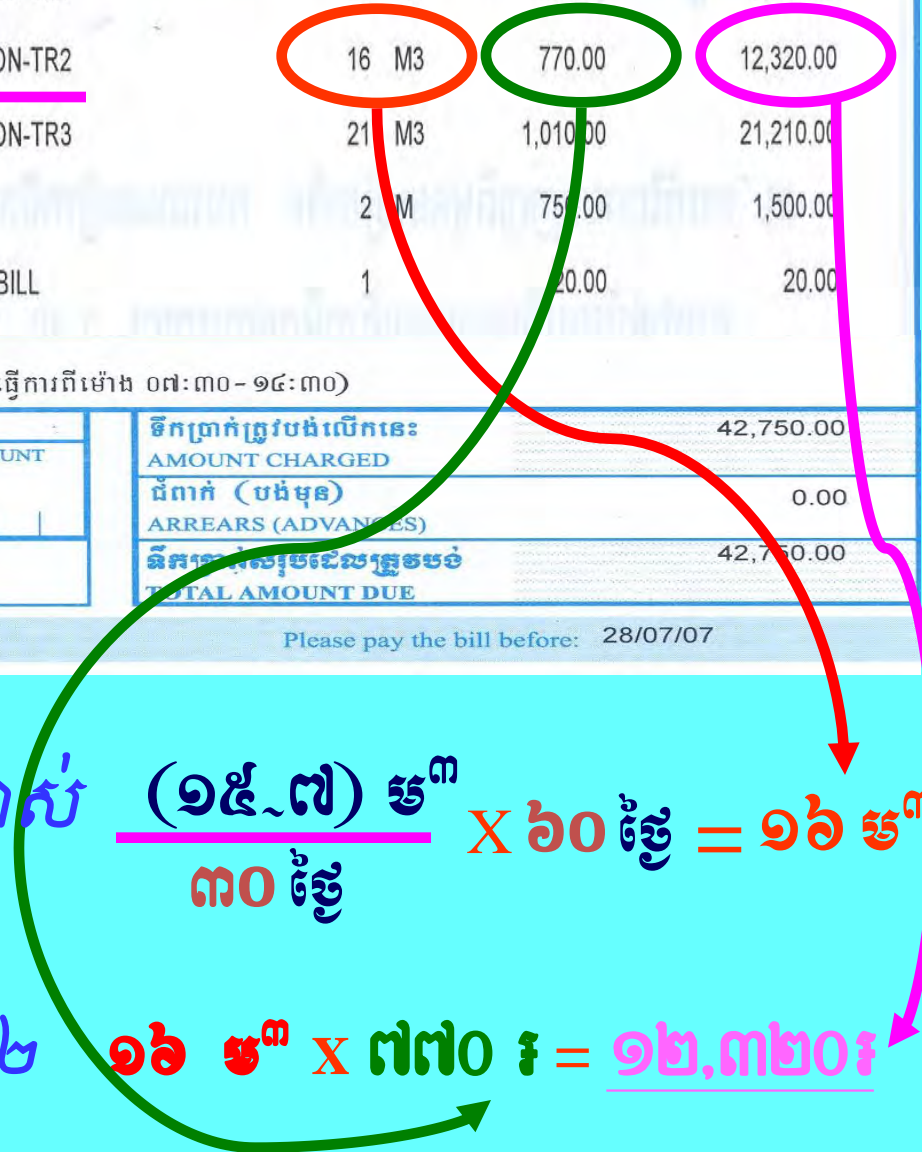 ON-TR2 16 M3 770.00 12,320.00
ON-TR3 21 M3 1,010.00 21,210.00
2 M 750.00 1,500.00
BILL 1 20.00 20.00
ធ្វើការពីម៉ោង ០៧:៣០-១៤:៣០)
ទឹកប្រាក់ត្រូវបង់លើកនេះ 42,750.00
UNT AMOUNT CHARGED
ជំពាក់ (បង់មុន) 0.00
ARREARS (ADVANCES)
ទឹកប្រាក់សរុបដែលត្រូវបង់ 42,750.00
TOTAL AMOUNT DUE
Please pay the bill before: 28/07/07
(១៥-៧) ម³ X ៦០ ថ្ងៃ = ១៦ ម³
៣០ ថ្ងៃ
២ ១៦ ម³ X ៧៧០ ៛ = ១២,៣២០៛